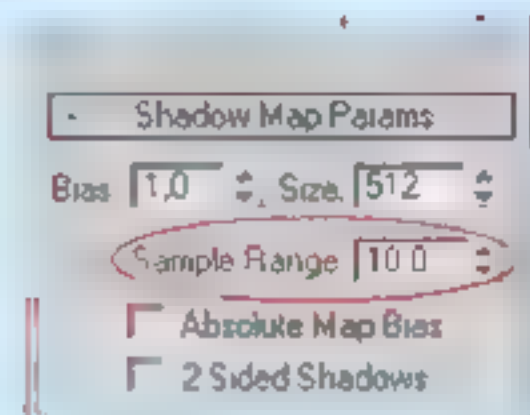 - Shadow Map Params
Bias 1,0 Size. 512
Sample Range 10.0
Absolute Map Bias
2 Sided Shadows